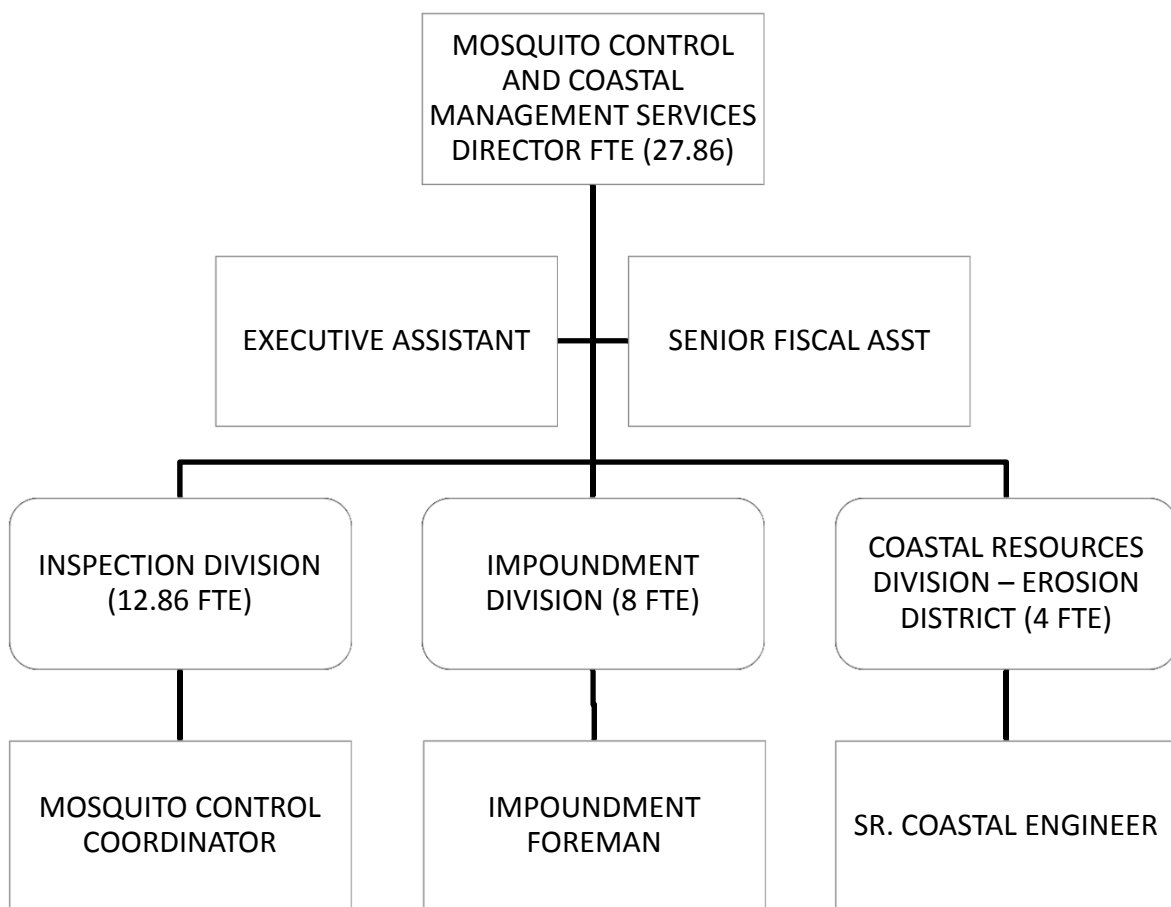 MOSQUITO CONTROL
AND COASTAL
MANAGEMENT SERVICES
DIRECTOR FTE (27.86)
EXECUTIVE ASSISTANT
SENIOR FISCAL ASST
INSPECTION DIVISION
(12.86 FTE)
IMPOUNDMENT
DIVISION (8 FTE)
COASTAL RESOURCES
DIVISION – EROSION
DISTRICT (4 FTE)
MOSQUITO CONTROL
COORDINATOR
IMPOUNDMENT
FOREMAN
SR. COASTAL ENGINEER